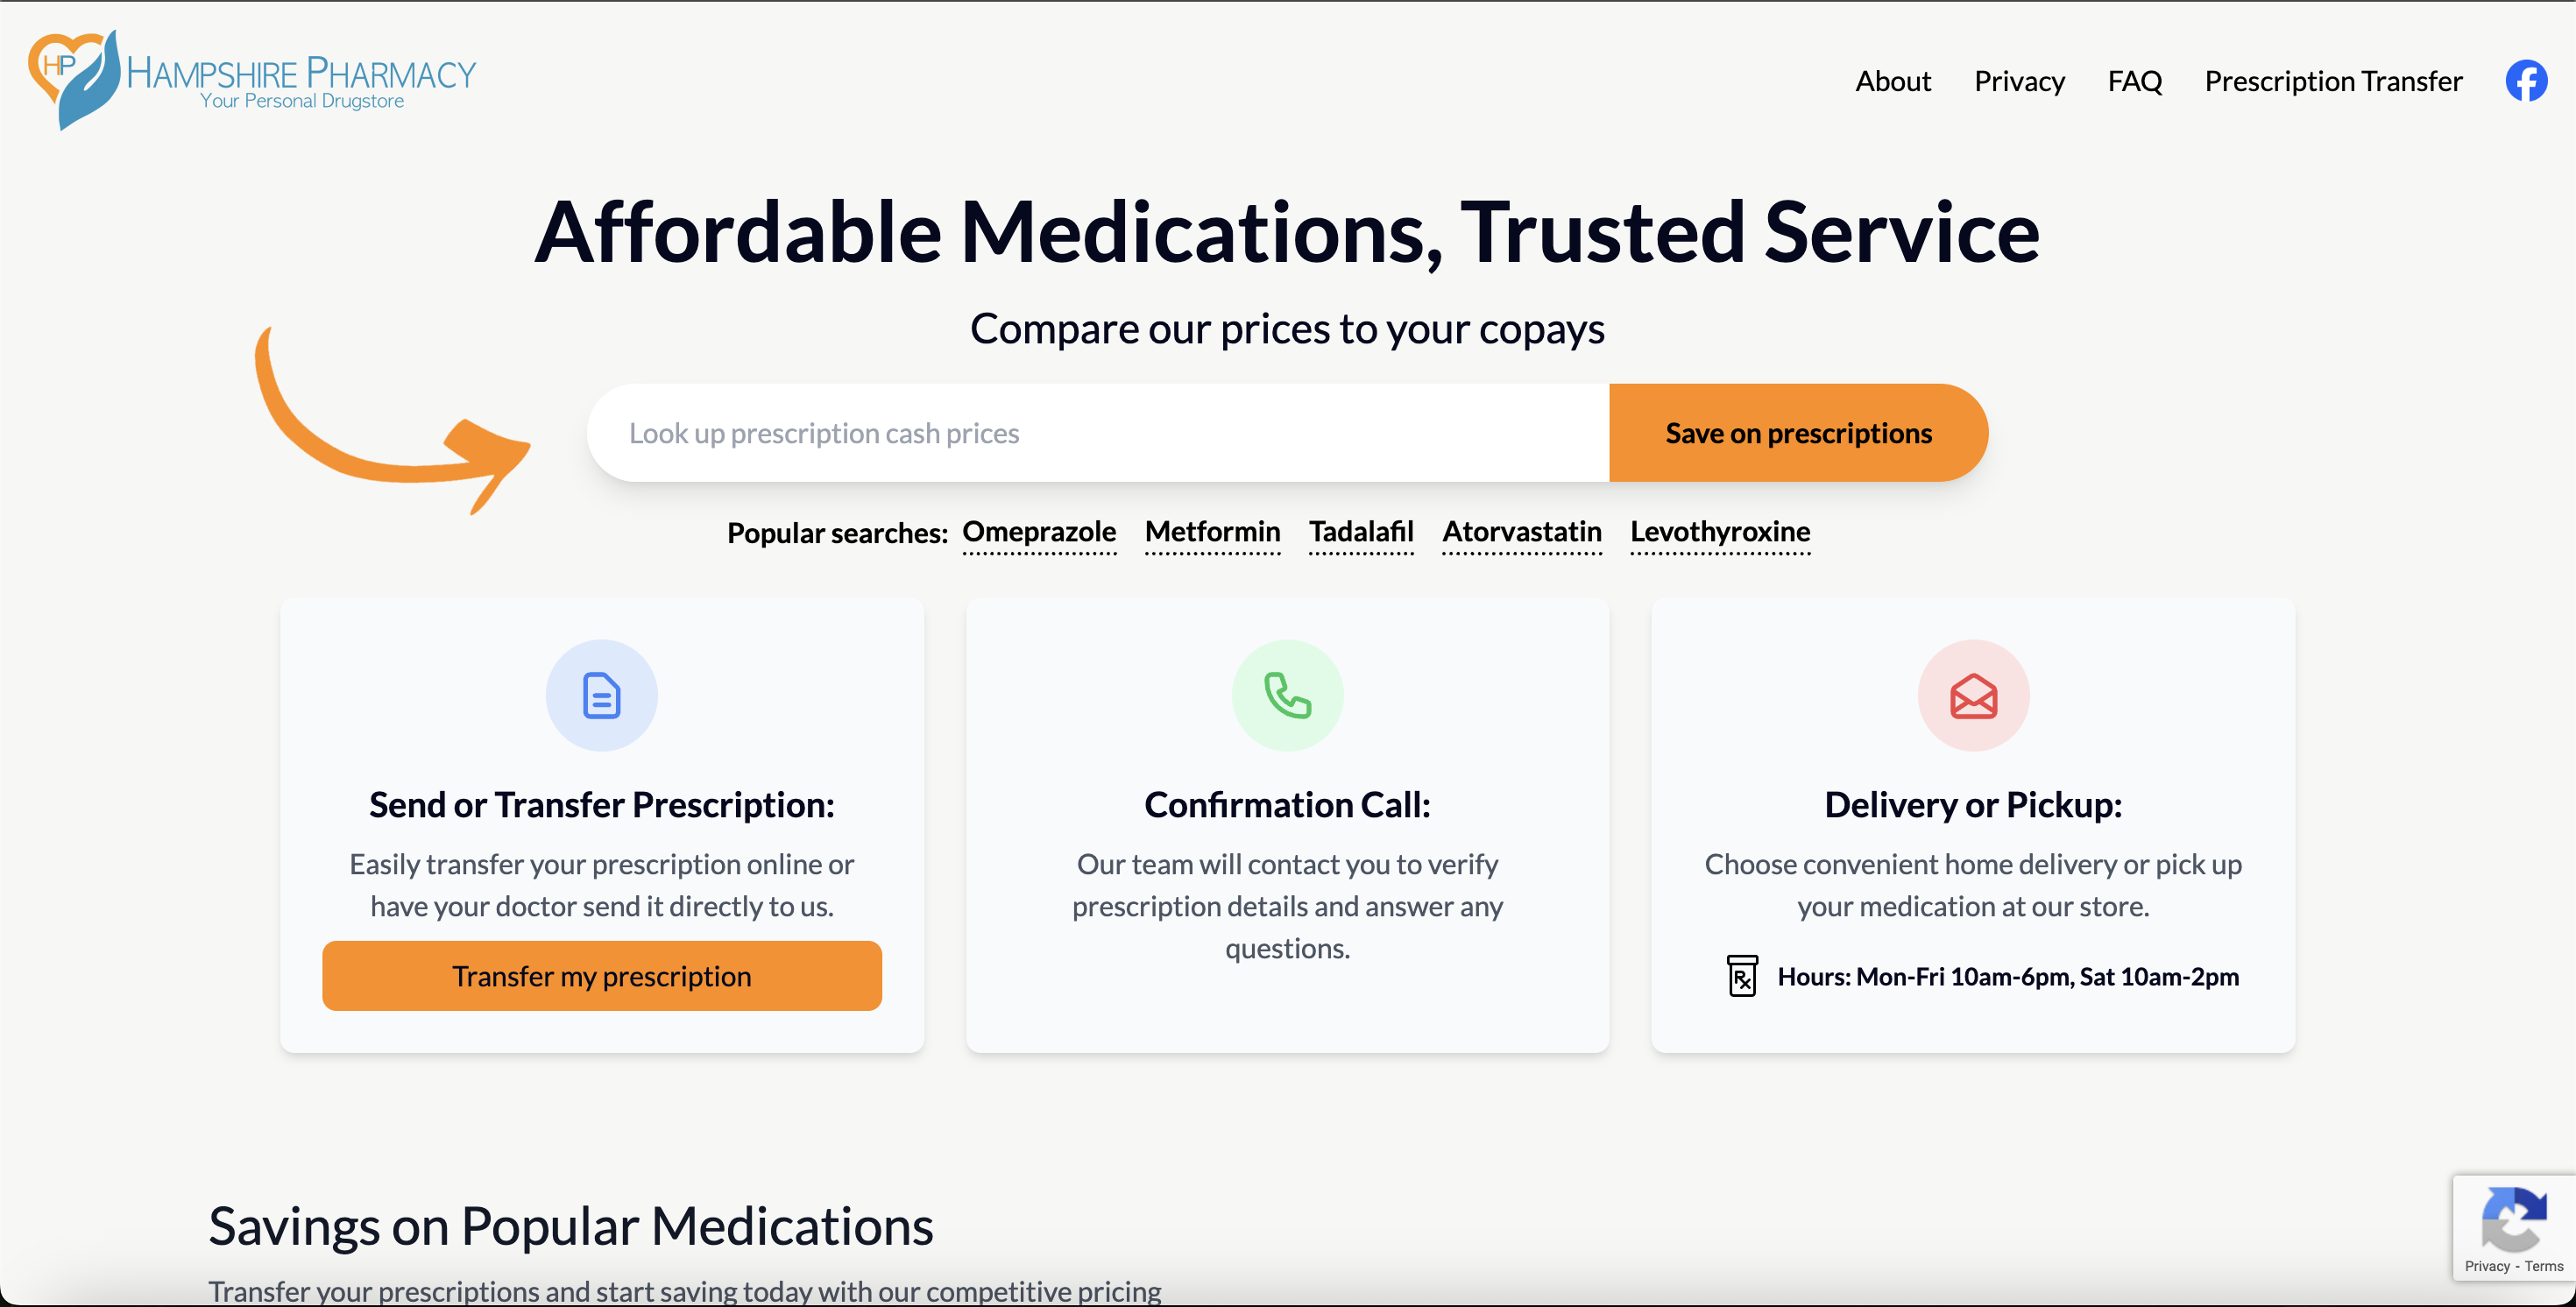 HP
HAMPSHIRE PHARMACY
Your Personal Drugstore
About
Privacy
FAQ
Prescription Transfer
Affordable Medications, Trusted Service
Compare our prices to your copays
Look up prescription cash prices
Save on prescriptions
Popular searches: Omeprazole Metformin Tadalafil Atorvastatin Levothyroxine
Send or Transfer Prescription:
Easily transfer your prescription online or
have your doctor send it directly to us.
Transfer my prescription
Confirmation Call:
Our team will contact you to verify
prescription details and answer any
questions.
Delivery or Pickup:
Choose convenient home delivery or pick up
your medication at our store.
Rx
Hours: Mon-Fri 10am-6pm, Sat 10am-2pm
Savings on Popular Medications
Transfer your prescriptions and start saving today with our competitive pricing
Privacy - Terms